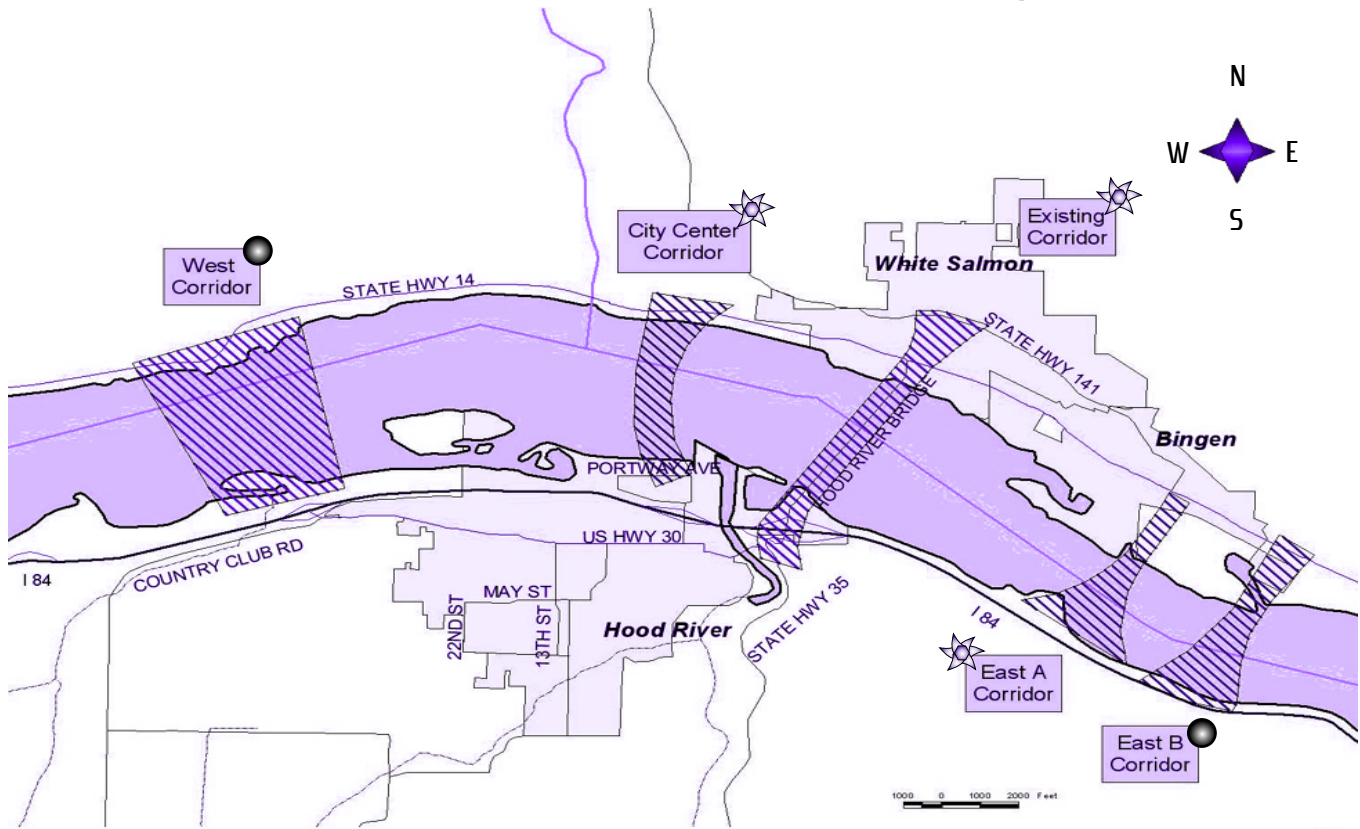 N
W
E
S
Existing
Corridor
City Center
Corridor
West
Corridor
White Salmon
STATE HWY 14
STATE HWY 141
HOOD RIVER BRIDGE
Bingen
PORTWAY AVE
US HWY 30
COUNTRY CLUB RD
I 84
MAY ST
22ND ST
13TH ST
Hood River
STATE HWY 35
I 84
East A
Corridor
East B
Corridor
1000 0 1000 2000 Feet